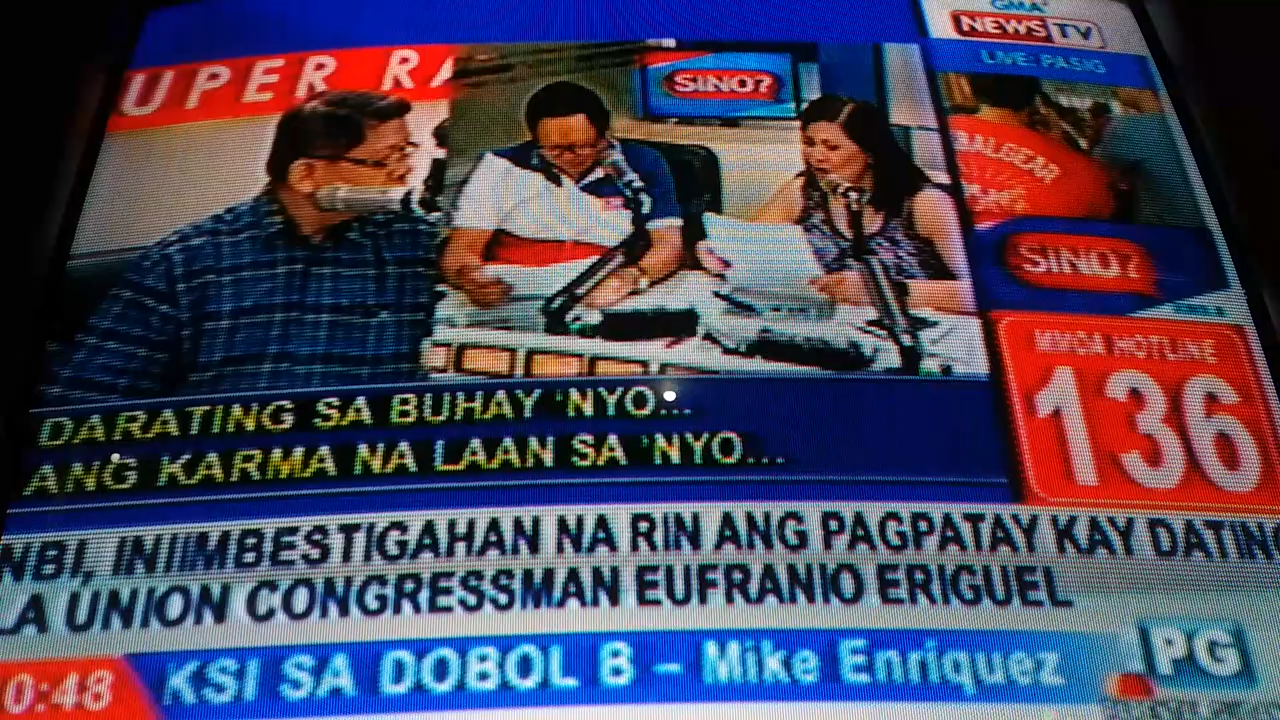 GMA
NEWS TV
LIVE: PASIG
UPER RA
SINO?
SINO?
MMDA HOTLINE
136
DARATING SA BUHAY 'NYO...
ANG KARMA NA LAAN SA 'NYO...
NBI, INIIMBESTIGAHAN NA RIN ANG PAGPATAY KAY DATIN
LA UNION CONGRESSMAN EUFRANIO ERIGUEL
0:48
KSI SA DOBOL B – Mike Enriquez
PG